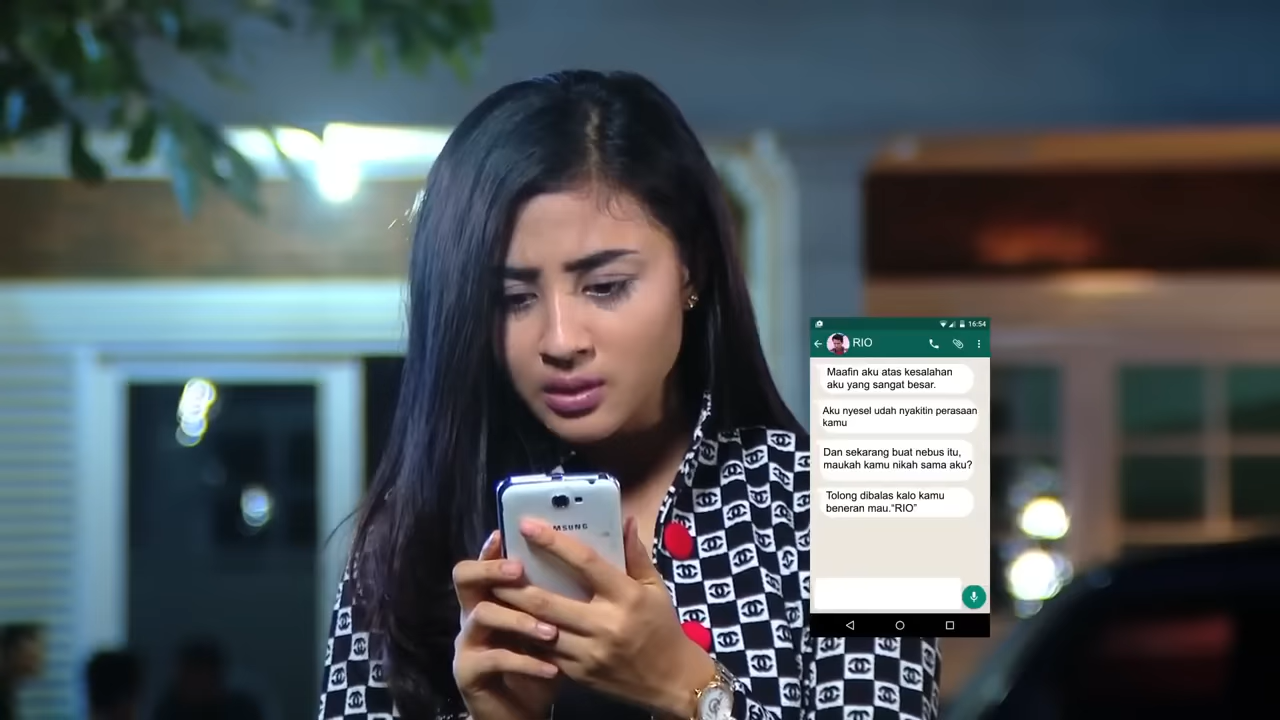 MSUNG
16:54
RIO
Maafin aku atas kesalahan
aku yang sangat besar.
Aku nyesel udah nyakitin perasaan
kamu
Dan sekarang buat nebus itu,
maukah kamu nikah sama aku?
Tolong dibalas kalo kamu
beneran mau.“RIO”